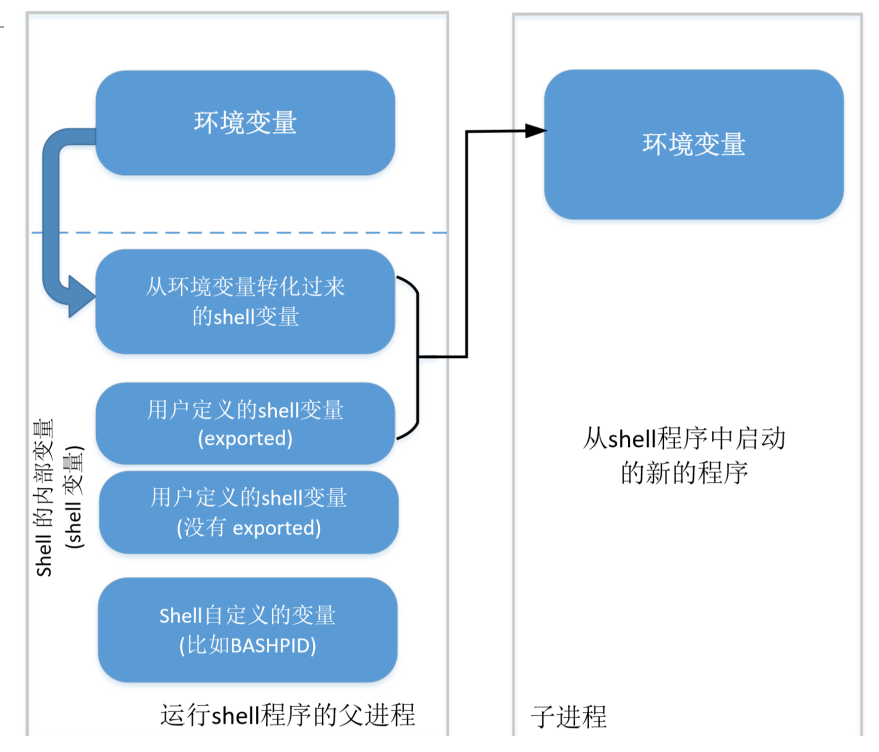 环境变量
从环境变量转化过来
的shell变量
用户定义的shell变量
(exported)
用户定义的shell变量
(没有 exported)
Shell自定义的变量
(比如BASHPID)
Shell 的内部变量
(shell 变量)
运行shell程序的父进程
环境变量
从shell程序中启动
的新的程序
子进程